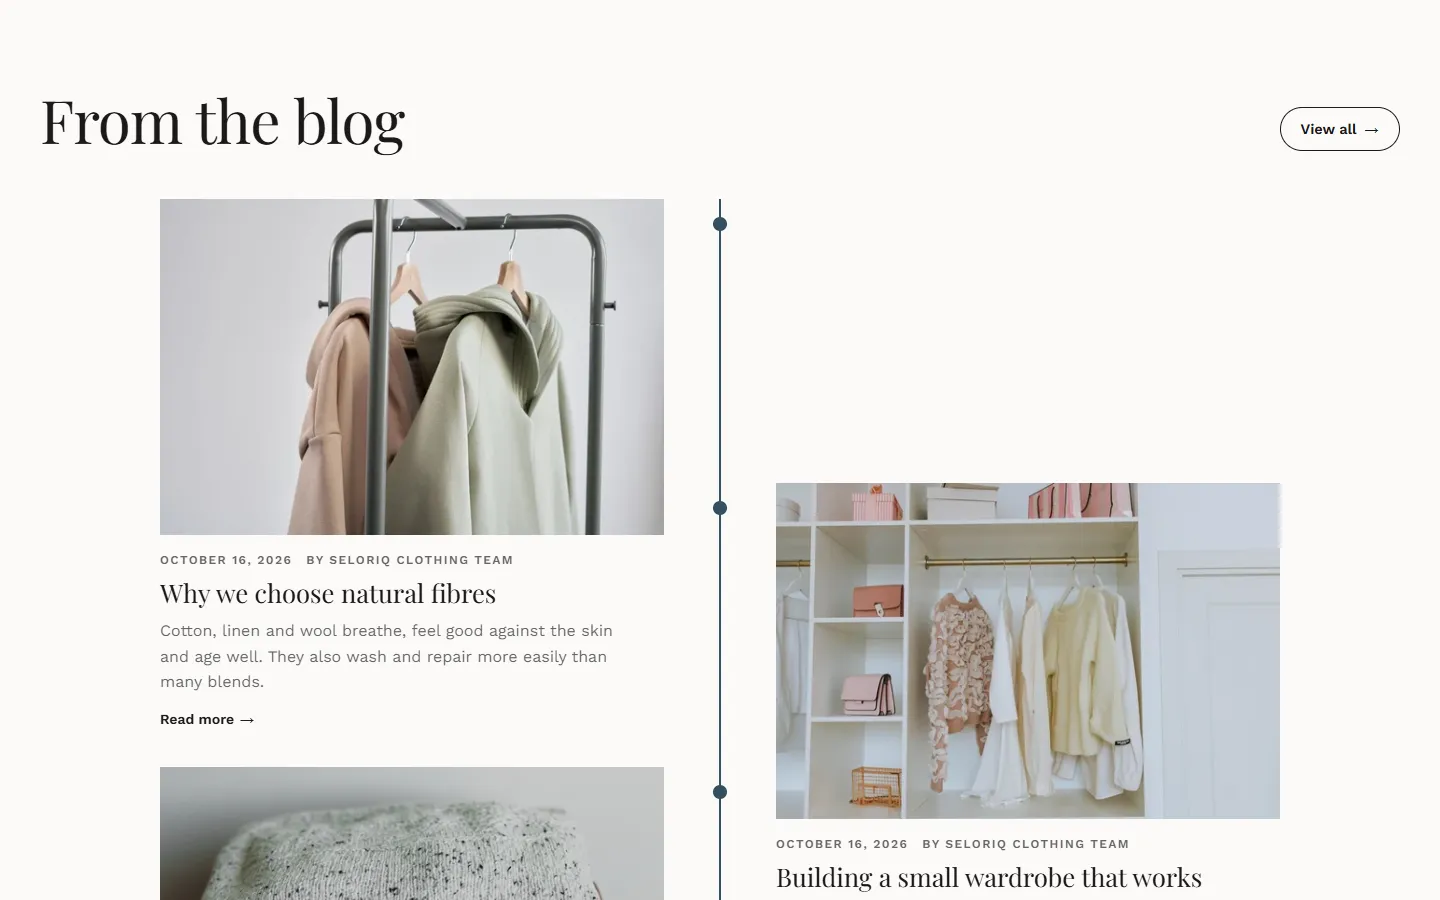 From the blog
View all →
OCTOBER 16, 2026 BY SELORIQ CLOTHING TEAM
Why we choose natural fibres
Cotton, linen and wool breathe, feel good against the skin
and age well. They also wash and repair more easily than
many blends.
Read more →
OCTOBER 16, 2026 BY SELORIQ CLOTHING TEAM
Building a small wardrobe that works